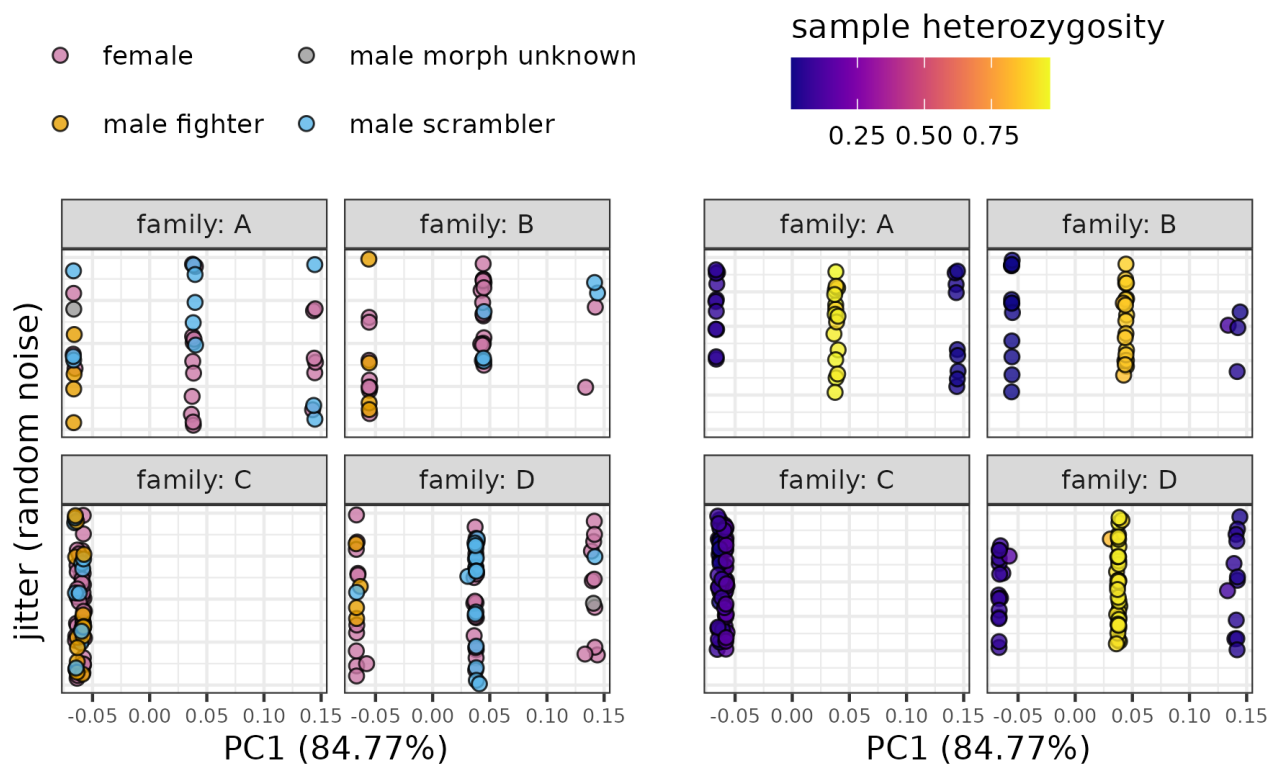 female
male morph unknown
male fighter
male scrambler
sample heterozygosity
0.25 0.50 0.75
family: A
family: B
family: A
family: B
jitter (random noise)
family: C
family: D
family: C
family: D
-0.05 0.00 0.05 0.10 0.15
-0.05 0.00 0.05 0.10 0.15
-0.05 0.00 0.05 0.10 0.15
-0.05 0.00 0.05 0.10 0.15
PC1 (84.77%)
PC1 (84.77%)